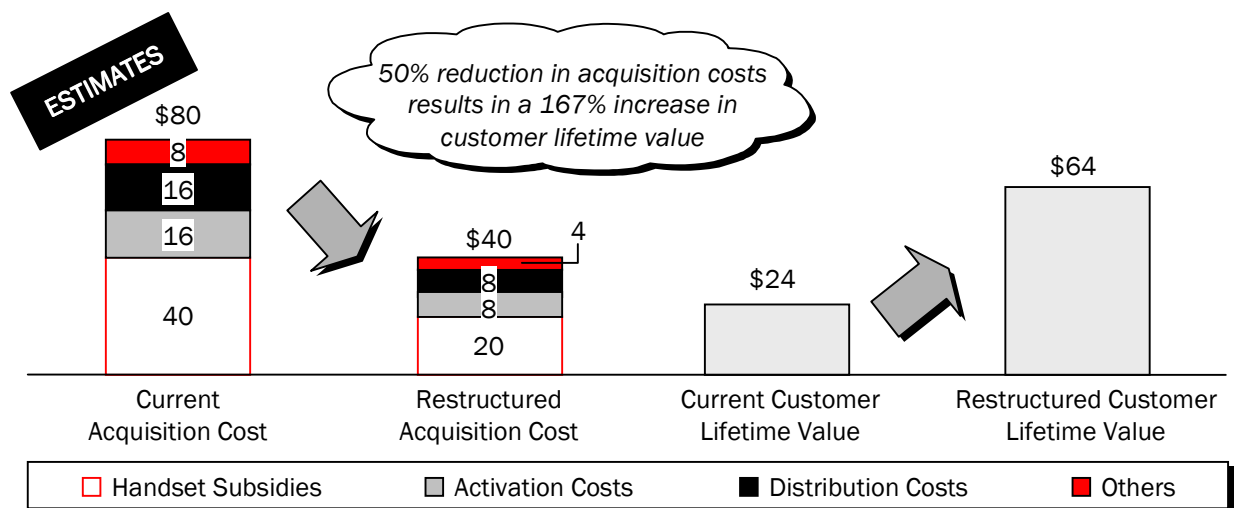 ESTIMATES
50% reduction in acquisition costs
results in a 167% increase in
customer lifetime value
$80
8
16
16
40
$40
4
8
8
20
$24
$64
Current
Acquisition Cost
Restructured
Acquisition Cost
Current Customer
Lifetime Value
Restructured Customer
Lifetime Value
Handset Subsidies
Activation Costs
Distribution Costs
Others